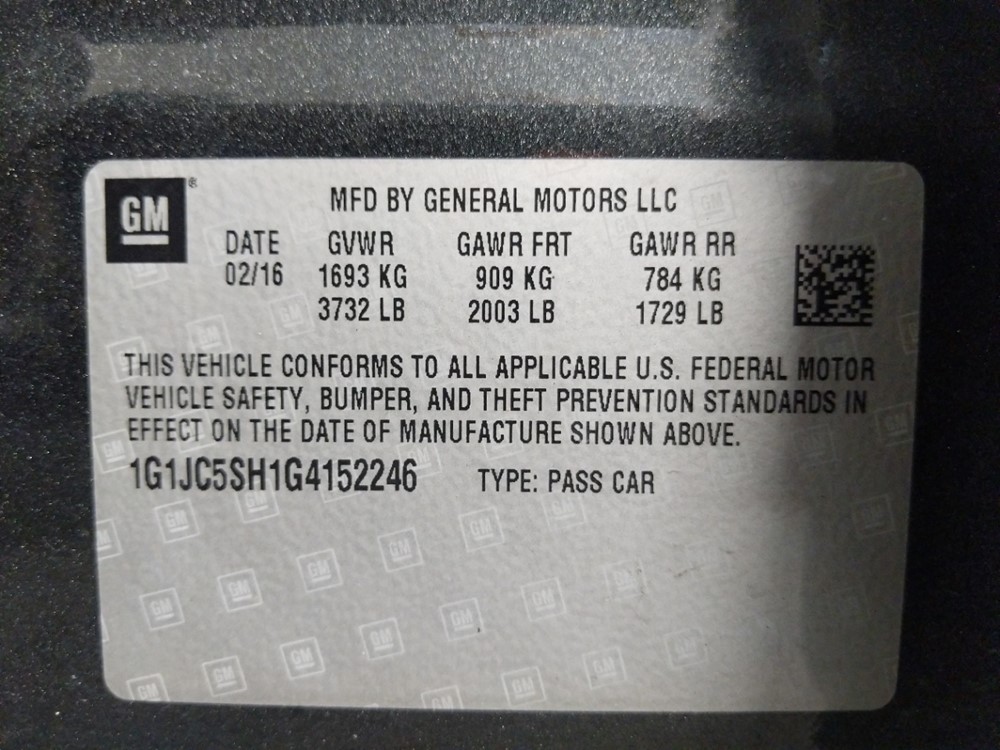 GM®
MFD BY GENERAL MOTORS LLC
DATE GVWR GAWR FRT GAWR RR
02/16 1693 KG 909 KG 784 KG
3732 LB 2003 LB 1729 LB
THIS VEHICLE CONFORMS TO ALL APPLICABLE U.S. FEDERAL MOTOR
VEHICLE SAFETY, BUMPER, AND THEFT PREVENTION STANDARDS IN
EFFECT ON THE DATE OF MANUFACTURE SHOWN ABOVE.
1G1JC5SH1G4152246 TYPE: PASS CAR